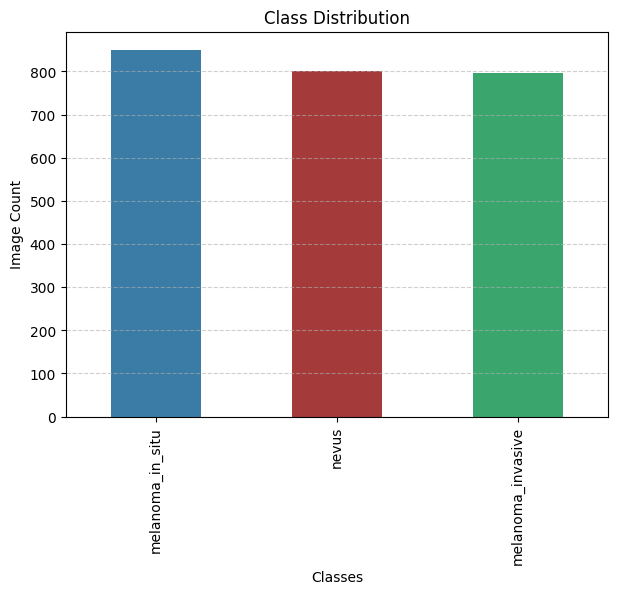 Class Distribution
Image Count
800
700
600
500
400
300
200
100
0
melanoma_in_situ
nevus
melanoma_invasive
Classes